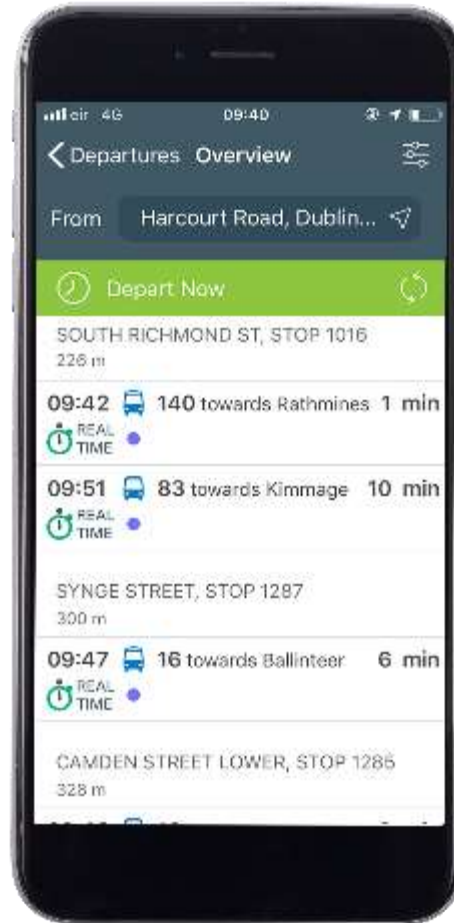 eir 4G 09:40
Departures Overview
From Harcourt Road, Dublin...
Depart Now
SOUTH RICHMOND ST, STOP 1016
226 m
09:42 140 towards Rathmines 1 min
REAL
TIME
09:51 83 towards Kimmage 10 min
REAL
TIME
SYNGE STREET, STOP 1287
300 m
09:47 16 towards Ballinteer 6 min
REAL
TIME
CAMDEN STREET LOWER, STOP 1285
328 m